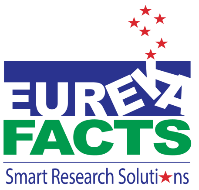 EUREKA
FACTS
Smart Research Solutions